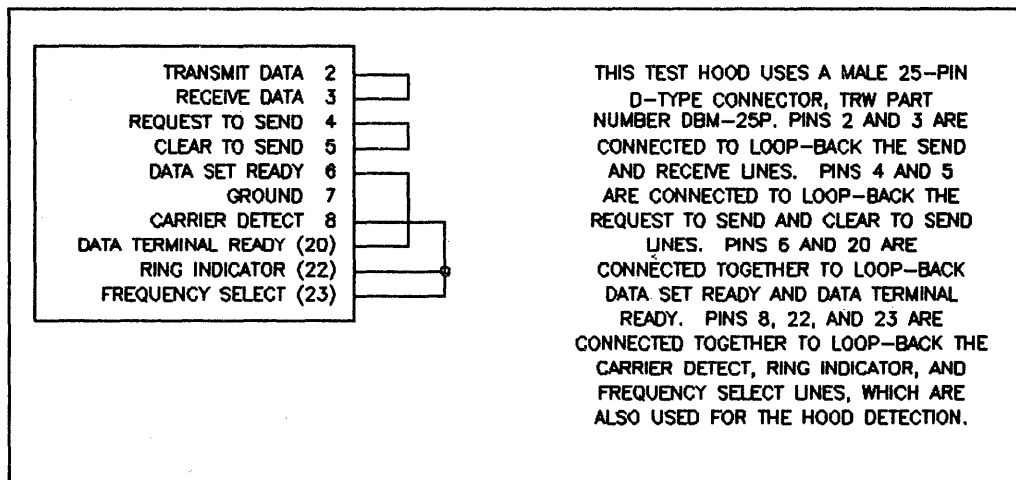 TRANSMIT DATA 2
RECEIVE DATA 3
REQUEST TO SEND 4
CLEAR TO SEND 5
DATA SET READY 6
GROUND 7
CARRIER DETECT 8
DATA TERMINAL READY (20)
RING INDICATOR (22)
FREQUENCY SELECT (23)
THIS TEST HOOD USES A MALE 25-PIN
D-TYPE CONNECTOR, TRW PART
NUMBER DBM-25P. PINS 2 AND 3 ARE
CONNECTED TO LOOP-BACK THE SEND
AND RECEIVE LINES. PINS 4 AND 5
ARE CONNECTED TO LOOP-BACK THE
REQUEST TO SEND AND CLEAR TO SEND
LINES. PINS 6 AND 20 ARE
CONNECTED TOGETHER TO LOOP-BACK
DATA SET READY AND DATA TERMINAL
READY. PINS 8, 22, AND 23 ARE
CONNECTED TOGETHER TO LOOP-BACK THE
CARRIER DETECT, RING INDICATOR, AND
FREQUENCY SELECT LINES, WHICH ARE
ALSO USED FOR THE HOOD DETECTION.